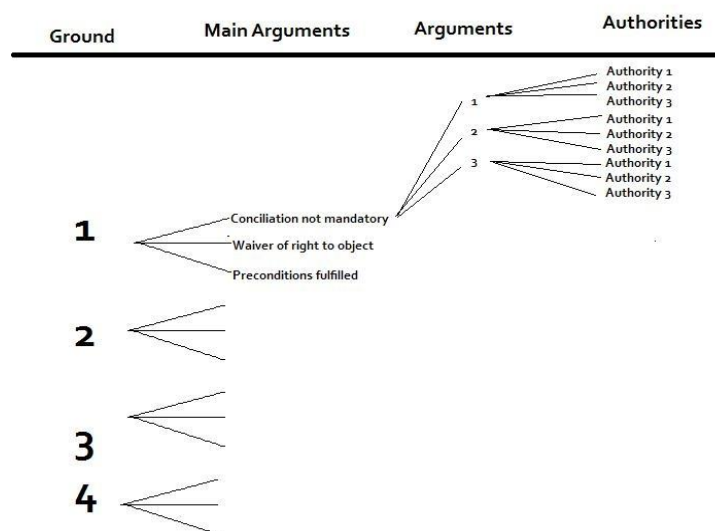 Ground Main Arguments Arguments Authorities
Authority 1
Authority 2
1
Authority 3
Authority 1
2
Authority 2
Authority 3
3
Authority 1
Authority 2
Authority 3
1
Conciliation not mandatory
Waiver of right to object
Preconditions fulfilled
2
3
4